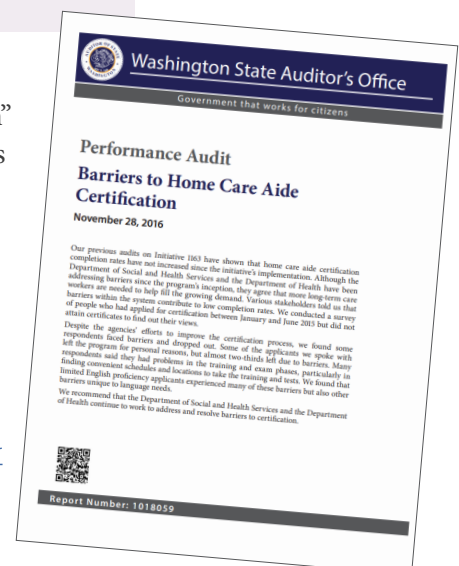 n”
s
AUDITOR OF STATE
WASHINGTON
Washington State Auditor's Office
Government that works for citizens
Performance Audit
Barriers to Home Care Aide
Certification
November 28, 2016
Our previous audits on Initiative 1163 have shown that home care aide certification
completion rates have not increased since the initiative's implementation. Although the
Department of Social and Health Services and the Department of Health have been
addressing barriers since the program's inception, they agree that more long-term care
workers are needed to help fill the growing demand. Various stakeholders told us that
barriers within the system contribute to low completion rates. We conducted a survey
of people who had applied for certification between January and June 2015 but did not
attain certificates to find out their views.
Despite the agencies' efforts to improve the certification process, we found some
respondents faced barriers and dropped out. Some of the applicants we spoke with
left the program for personal reasons, but almost two-thirds left due to barriers. Many
respondents said they had problems in the training and exam phases, particularly in
finding convenient schedules and locations to take the training and tests. We found that
limited English proficiency applicants experienced many of these barriers but also other
barriers unique to language needs.
We recommend that the Department of Social and Health Services and the Department
of Health continue to work to address and resolve barriers to certification.
Report Number: 1018059